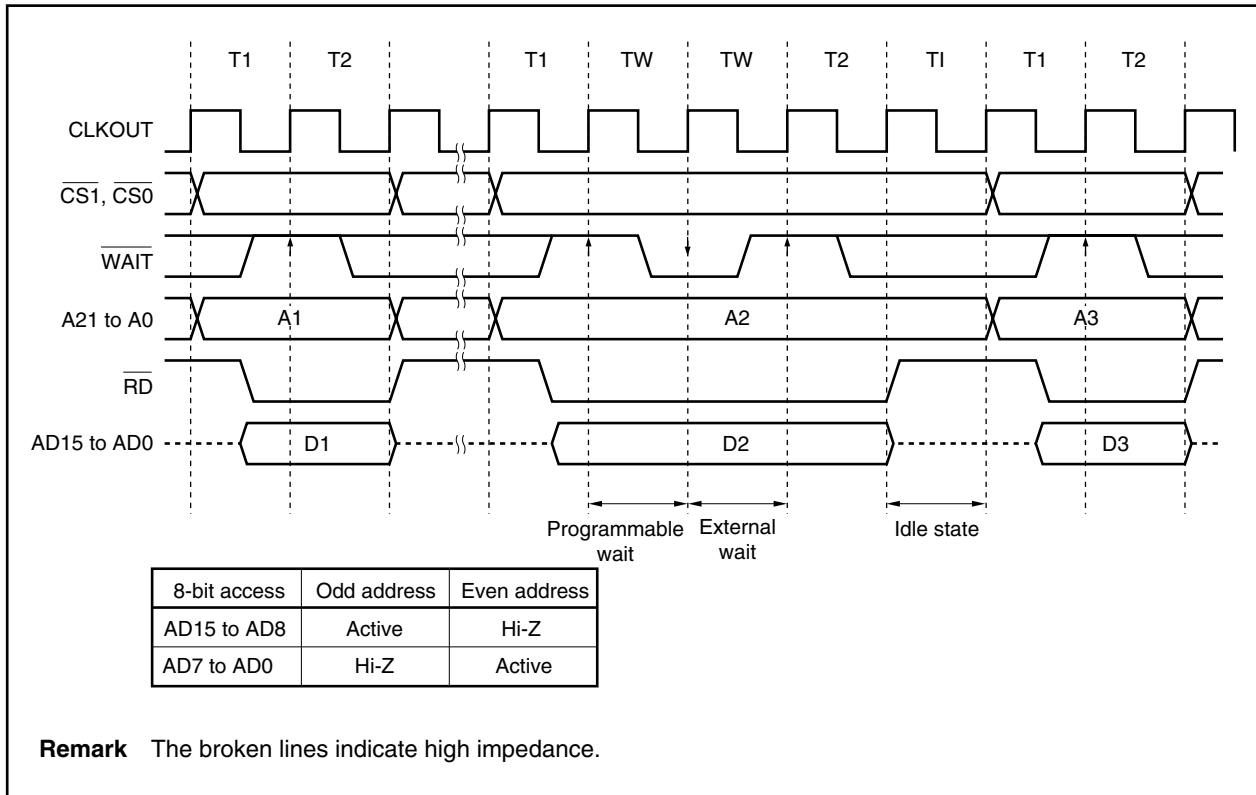 T1 T2 T1 TW TW T2 TI T1 T2
CLKOUT
CS1, CS0
WAIT
A21 to A0 A1 A2 A3
RD
AD15 to AD0 D1 D2 D3
Programmable wait
External wait
Idle state
8-bit access Odd address Even address
AD15 to AD8 Active Hi-Z
AD7 to AD0 Hi-Z Active
Remark The broken lines indicate high impedance.